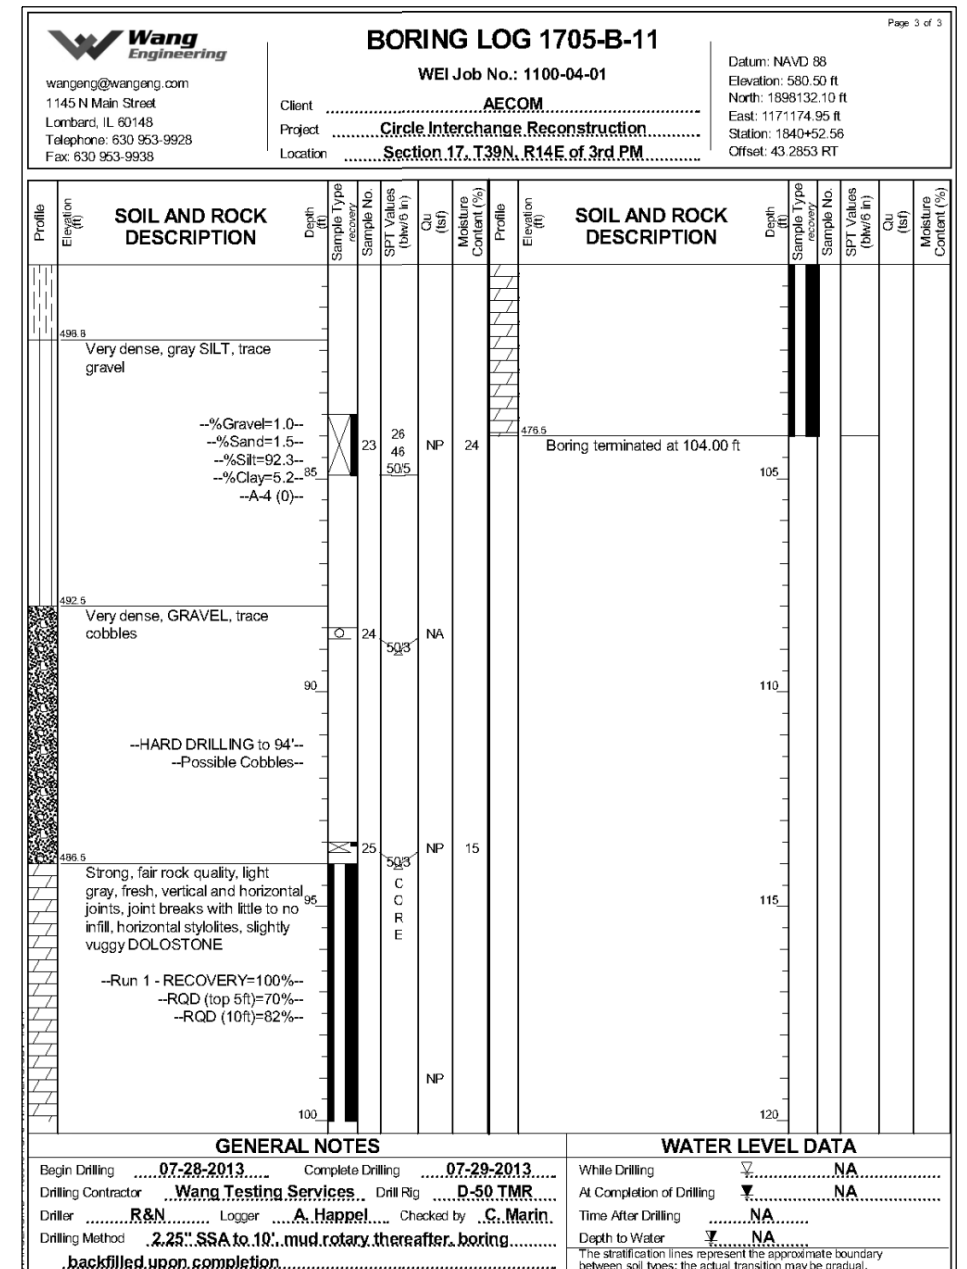 Page 3 of 3
Wang
Engineering
wangeng@wangeng.com
1145 N Main Street
Lombard, IL 60148
Telephone: 630 953-9928
Fax: 630 953-9938
BORING LOG 1705-B-11
WEI Job No.: 1100-04-01
Client AECOM
Project Circle Interchange Reconstruction
Location Section 17, T39N, R14E of 3rd PM
Datum: NAVD 88
Elevation: 580.50 ft
North: 1898132.10 ft
East: 1171174.95 ft
Station: 1840+52.56
Offset: 43.2853 RT
Profile
Elevation (ft)
SOIL AND ROCK
DESCRIPTION
Depth (ft)
Sample Type
recovery
Sample No.
SPT Values (blw/6 in)
Qu (tsf)
Moisture Content (%)
Profile
Elevation (ft)
SOIL AND ROCK
DESCRIPTION
Depth (ft)
Sample Type
recovery
Sample No.
SPT Values (blw/6 in)
Qu (tsf)
Moisture Content (%)
496.8
Very dense, gray SILT, trace
gravel
--%Gravel=1.0--
--%Sand=1.5--
--%Silt=92.3--
--%Clay=5.2--
--A-4 (0)--
85
23
26
46
50/5
NP
24
492.5
Very dense, GRAVEL, trace
cobbles
24
50/3
NA
90
--HARD DRILLING to 94'--
--Possible Cobbles--
25
50/3
NP
15
486.5
Strong, fair rock quality, light
gray, fresh, vertical and horizontal
joints, joint breaks with little to no
infill, horizontal stylolites, slightly
vuggy DOLOSTONE
95
C
O
R
E
--Run 1 - RECOVERY=100%--
--RQD (top 5ft)=70%--
--RQD (10ft)=82%--
NP
100
476.5
Boring terminated at 104.00 ft
105
110
115
120
GENERAL NOTES
Begin Drilling 07-28-2013 Complete Drilling 07-29-2013
Drilling Contractor Wang Testing Services Drill Rig D-50 TMR
Driller R&N Logger A. Happel Checked by C. Marin
Drilling Method 2.25" SSA to 10', mud rotary thereafter, boring
backfilled upon completion
WATER LEVEL DATA
While Drilling NA
At Completion of Drilling NA
Time After Drilling NA
Depth to Water NA
The stratification lines represent the approximate boundary
between soil types; the actual transition may be gradual.